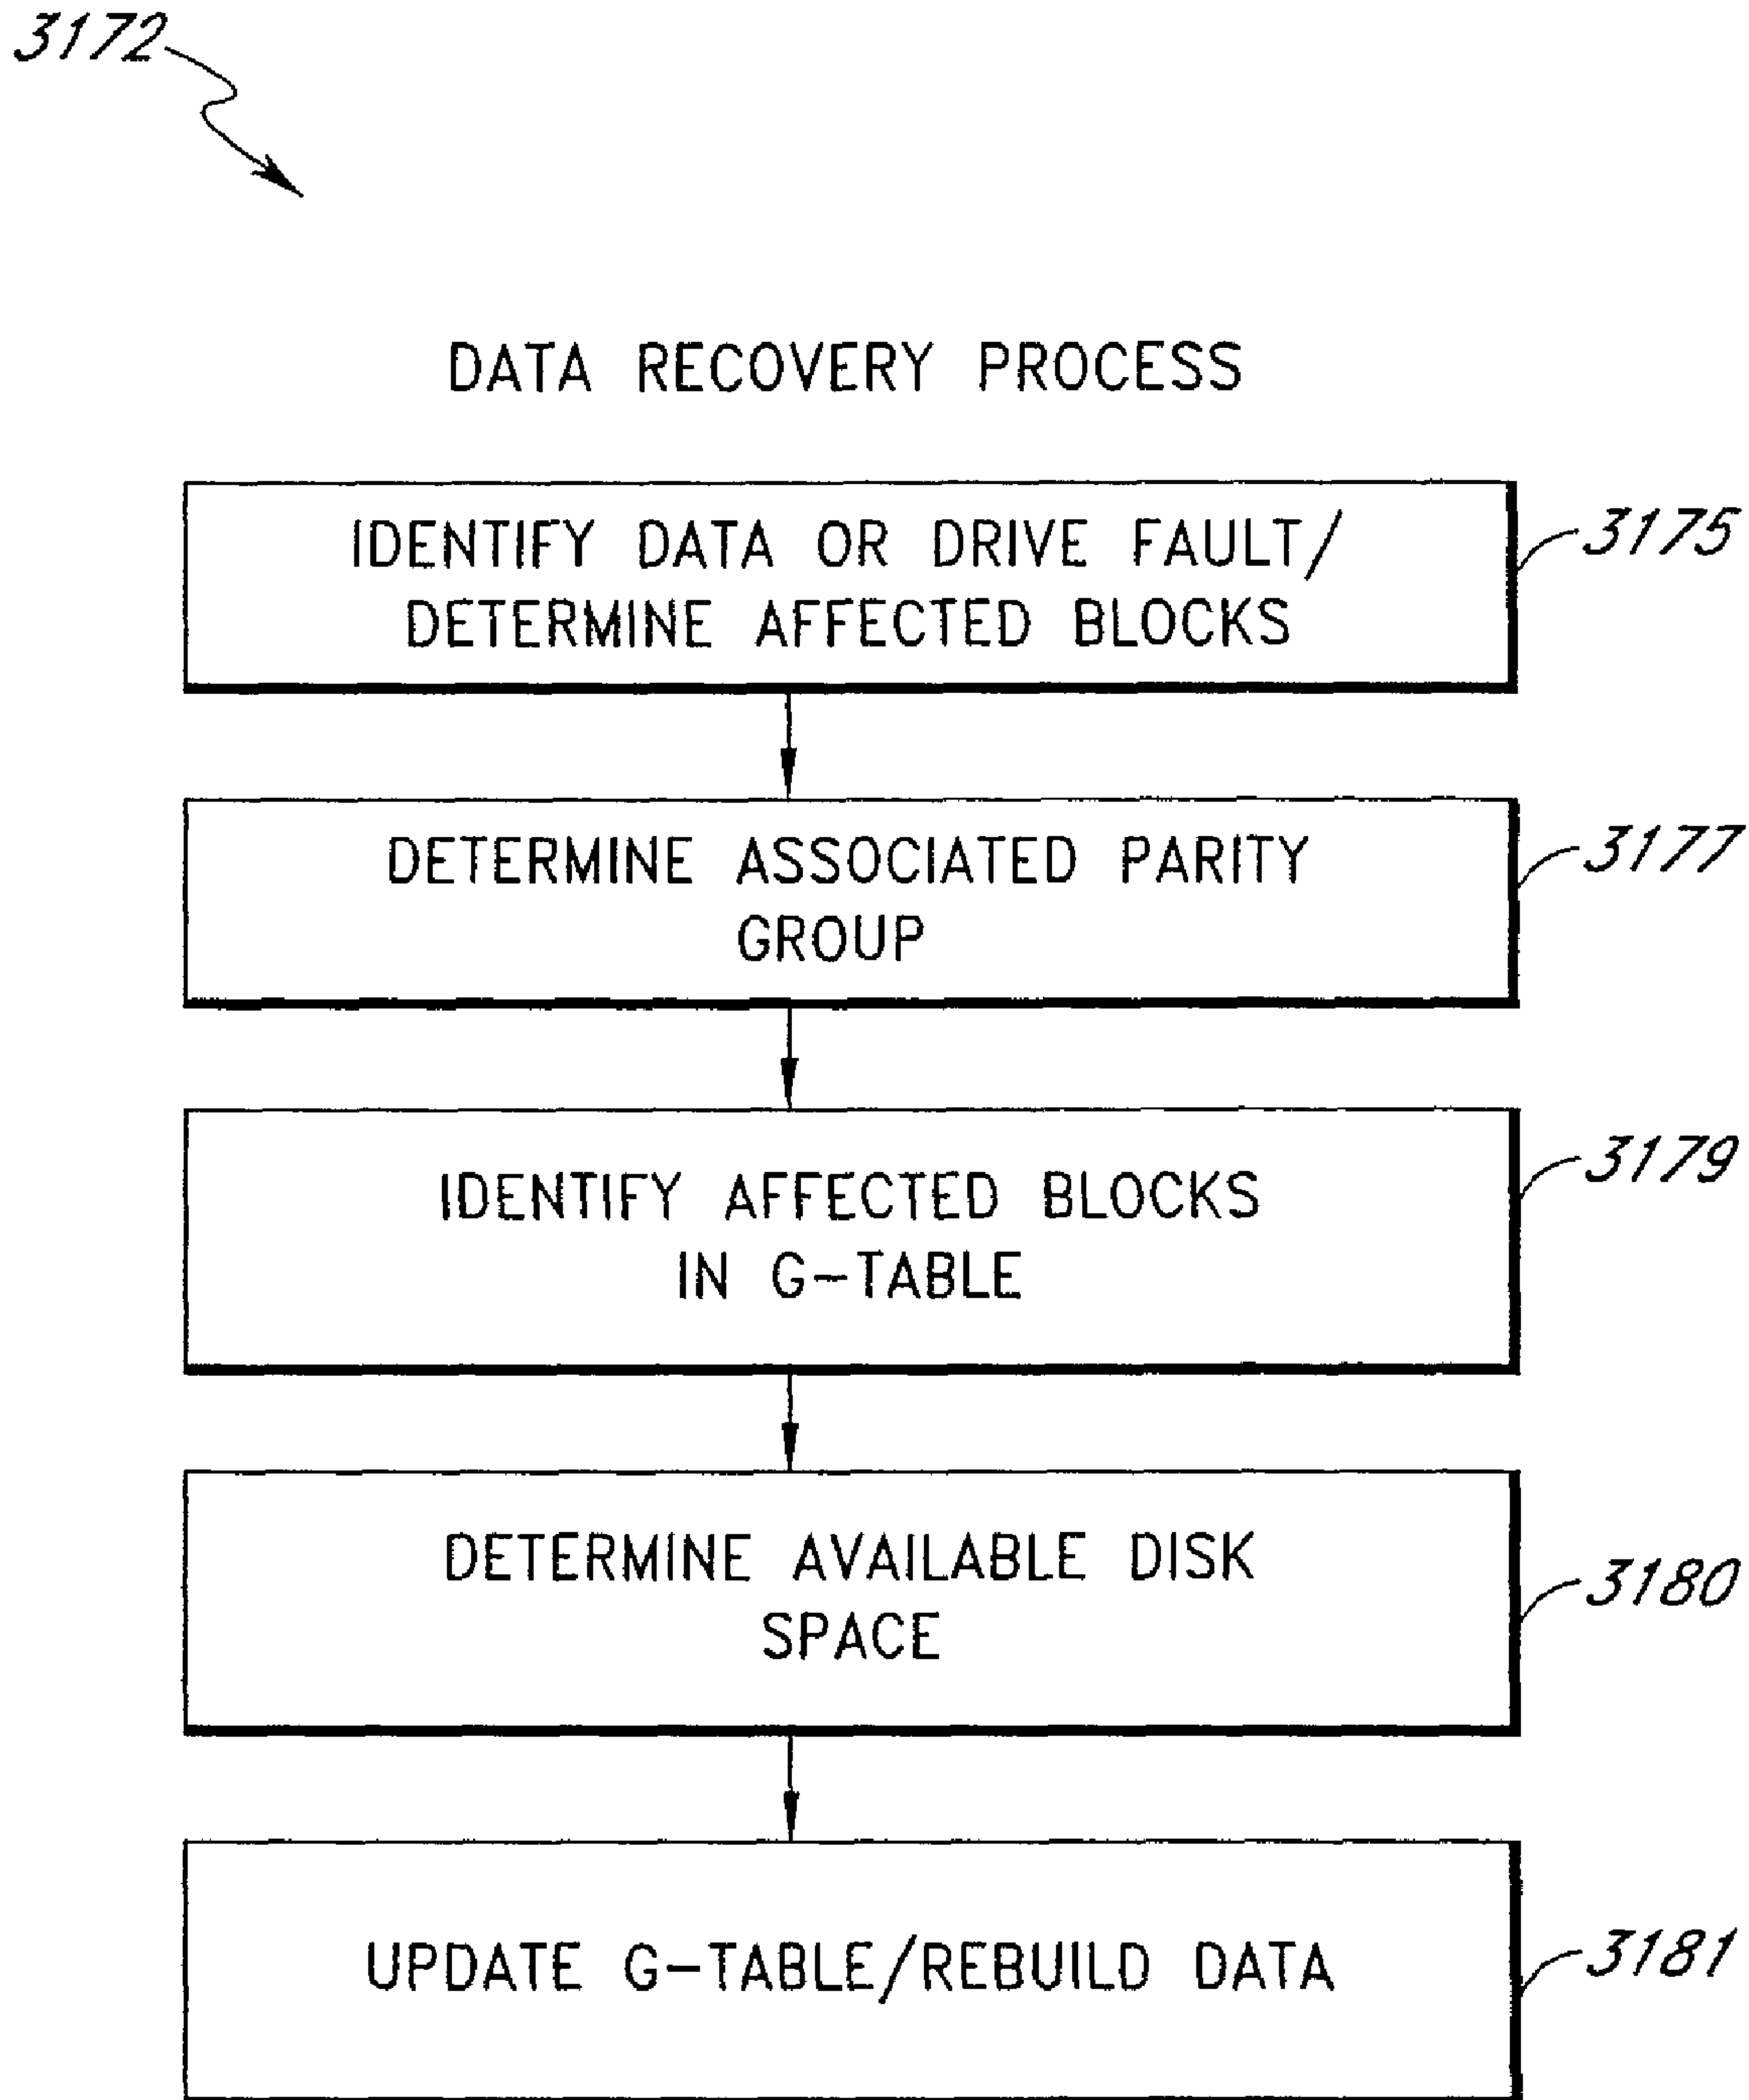 3172
DATA RECOVERY PROCESS
IDENTIFY DATA OR DRIVE FAULT/
DETERMINE AFFECTED BLOCKS
3175
DETERMINE ASSOCIATED PARITY
GROUP
3177
IDENTIFY AFFECTED BLOCKS
IN G-TABLE
3179
DETERMINE AVAILABLE DISK
SPACE
3180
UPDATE G-TABLE/REBUILD DATA
3181